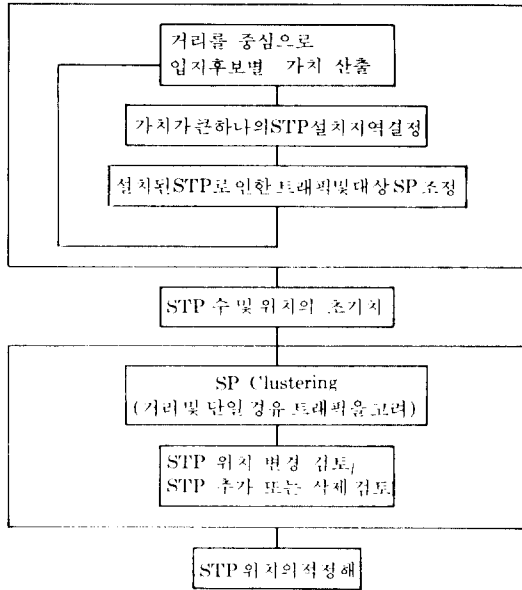 거리를 중심으로
입지후보별 가치 산출
가치가큰하나의STP설치지역결정
설치된STP로인한트래픽및대상SP조정
STP 수 및 위치의 초기치
SP Clustering
(거리 및 단일 경유 트래픽을고려)
STP 위치 변경 검토/
STP 추가 또는 삭제검토
STP위치의적정해